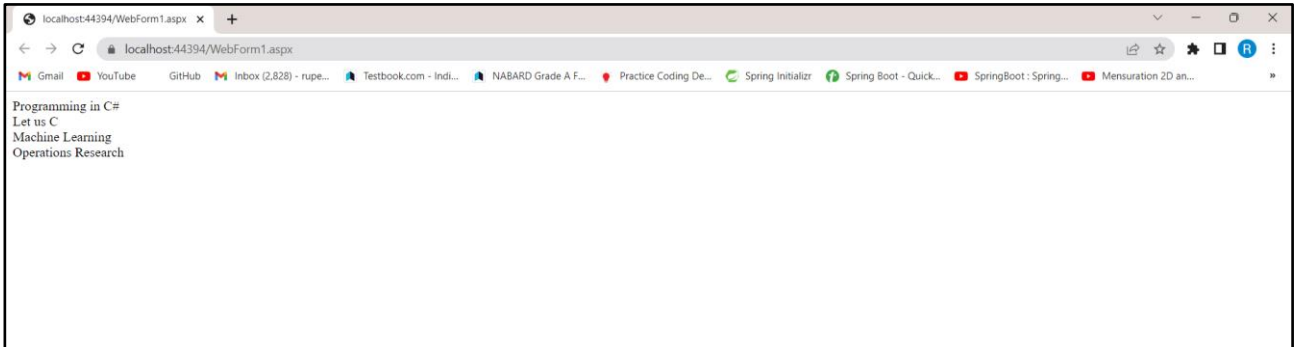 localhost:44394/WebForm1.aspx
localhost:44394/WebForm1.aspx R
Gmail YouTube GitHub Inbox (2,828) - rupe... Testbook.com - Indi... NABARD Grade A F... Practice Coding De... Spring Initializr Spring Boot - Quick... SpringBoot : Spring... Mensuration 2D an... »
Programming in C#
Let us C
Machine Learning
Operations Research